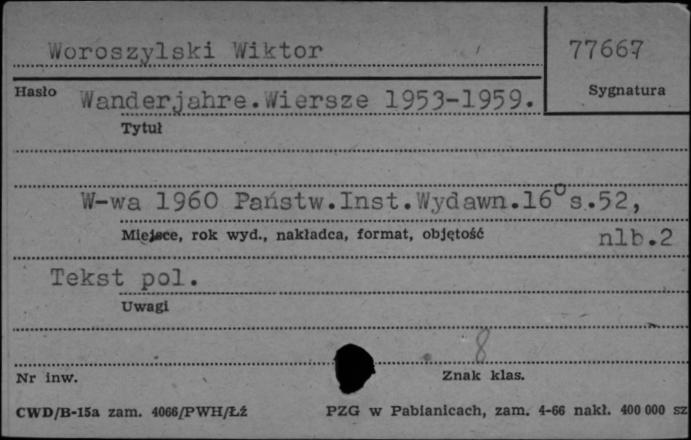 Woroszylski Wiktor
77667
Hasło
Sygnatura
Wanderjahre.Wiersze 1953-1959.
Tytuł
W-wa 1960 Państw.Inst.Wydawn.16° s.52,
Miejsce, rok wyd., nakładca, format, objętość
nlb.2
Tekst pol.
Uwagi
8
Nr inw.
Znak klas.
CWD/B-15a zam. 4066/PWH/Łź
PZG w Pabianicach, zam. 4-66 nakł. 400 000 sz